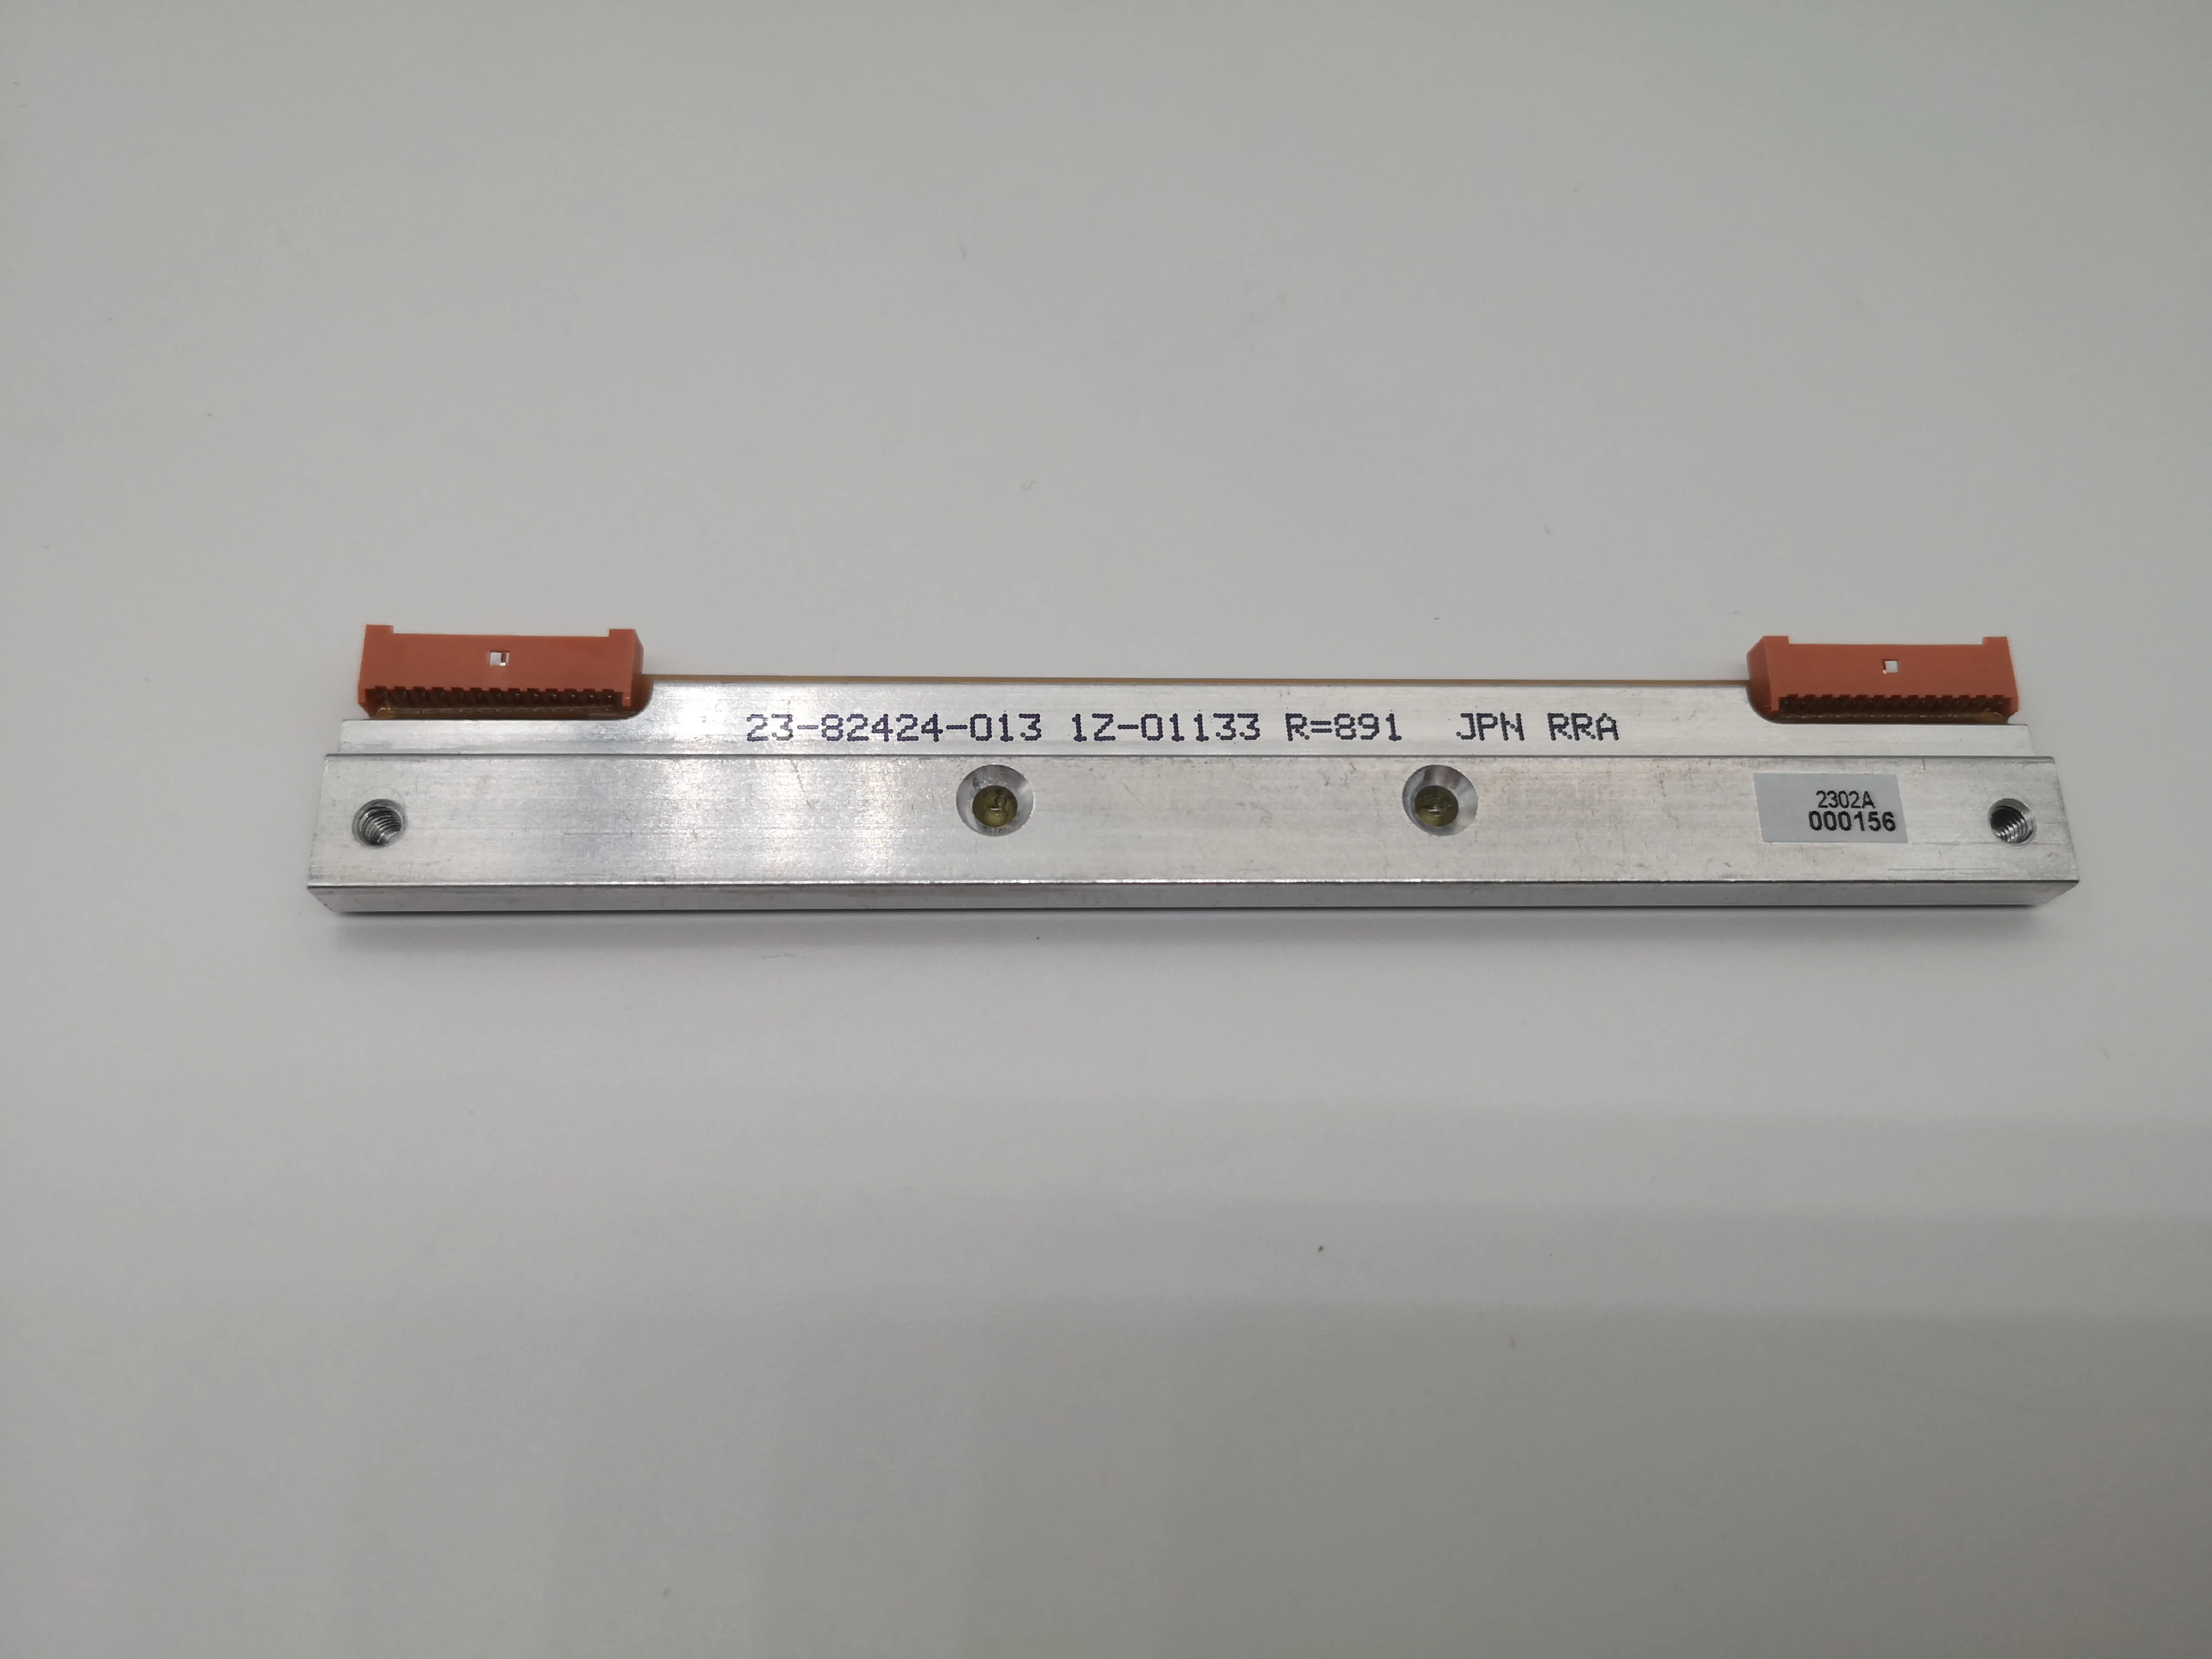 23-82424-013 1Z-01133 R=891 JPN RRA
2302A
000156